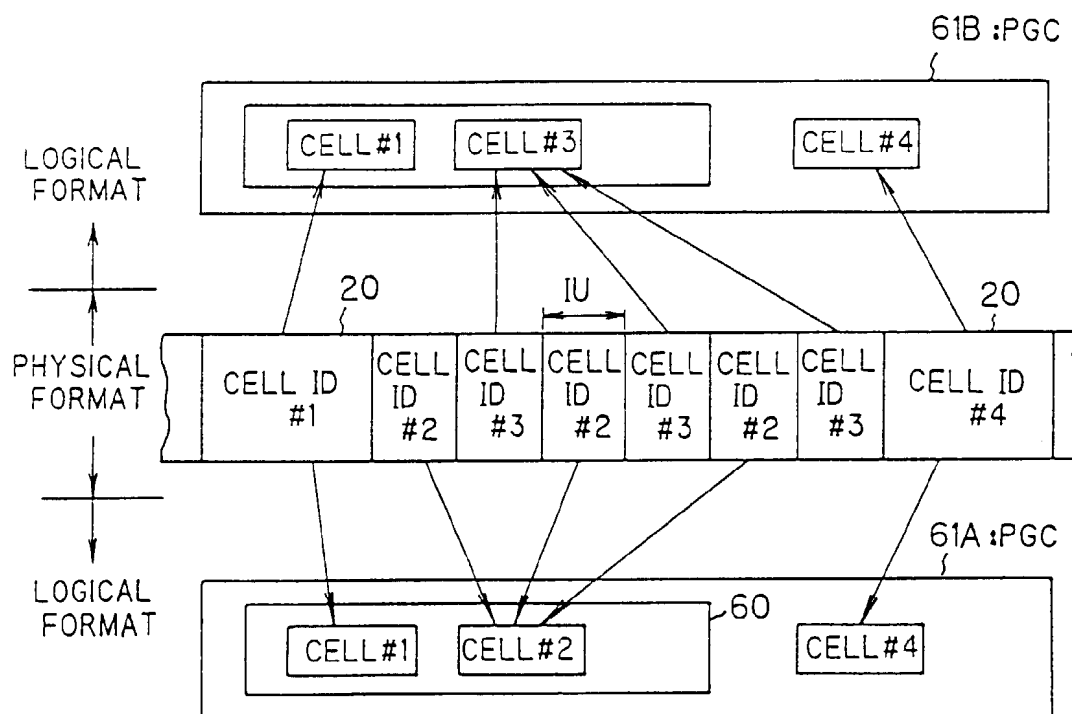 61B :PGC
CELL#1
CELL#3
CELL#4
LOGICAL
FORMAT
20
IU
20
PHYSICAL
FORMAT
CELL ID
#1
CELL
ID
#2
CELL
ID
#3
CELL
ID
#2
CELL
ID
#3
CELL
ID
#2
CELL
ID
#3
CELL ID
#4
61A :PGC
LOGICAL
FORMAT
60
CELL#1
CELL#2
CELL#4